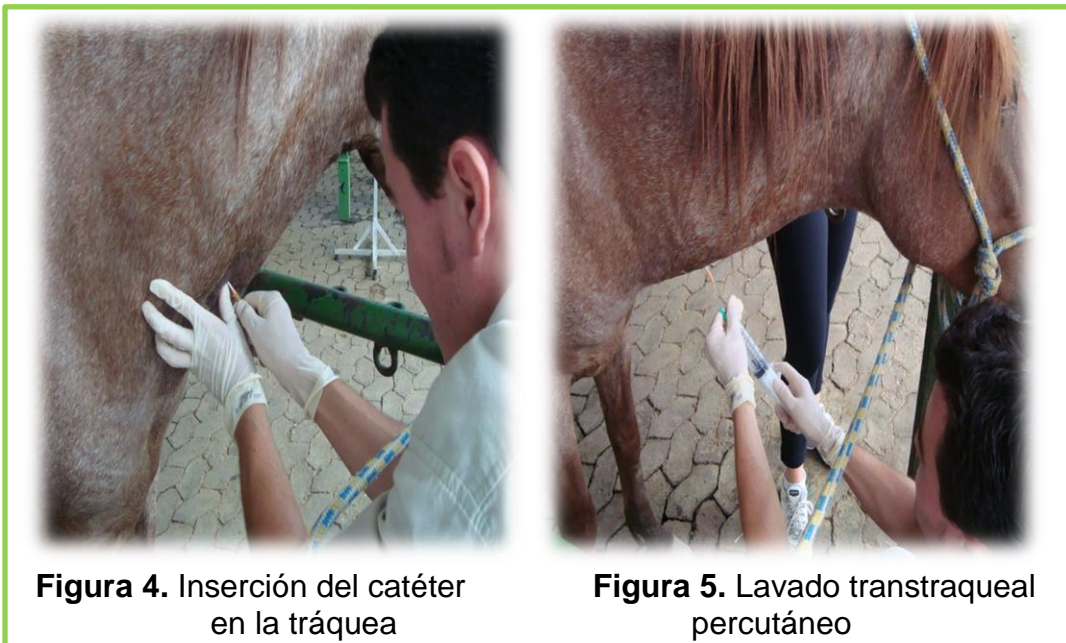 Figura 4. Inserción del catéter
en la tráquea
Figura 5. Lavado transtraqueal
percutáneo